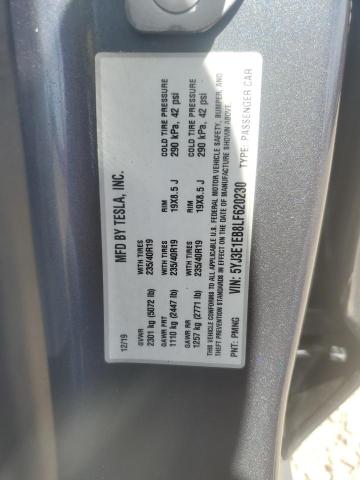 MFD BY TESLA, INC.
12/19
GVWR
2301 kg (5072 lb)
WITH TIRES
235/40R19
RIM
19X8.5 J
COLD TIRE PRESSURE
290 kPa, 42 psi
GAWR FRT
1110 kg (2447 lb)
WITH TIRES
235/40R19
RIM
19X8.5 J
COLD TIRE PRESSURE
290 kPa, 42 psi
GAWR RR
1257 kg (2771 lb)
WITH TIRES
235/40R19
RIM
19X8.5 J
COLD TIRE PRESSURE
290 kPa, 42 psi
THIS VEHICLE CONFORMS TO ALL APPLICABLE U.S. FEDERAL MOTOR VEHICLE SAFETY, BUMPER, AND
THEFT PREVENTION STANDARDS IN EFFECT ON THE DATE OF MANUFACTURE SHOWN ABOVE.
VIN: 5YJ3E1EB8LF620230
PNT: PMNG
TYPE: PASSENGER CAR